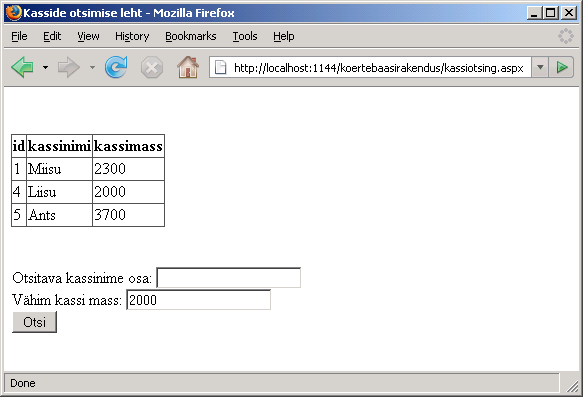 Kasside otsimise leht - Mozilla Firefox
File Edit View History Bookmarks Tools Help
http://localhost:1144/koertebaasirakendus/kassiotsing.aspx
id kassinimi kassimass
1 Miisu 2300
4 Liisu 2000
5 Ants 3700
Otsitava kassinime osa:
Vähim kassi mass: 2000
Otsi
Done